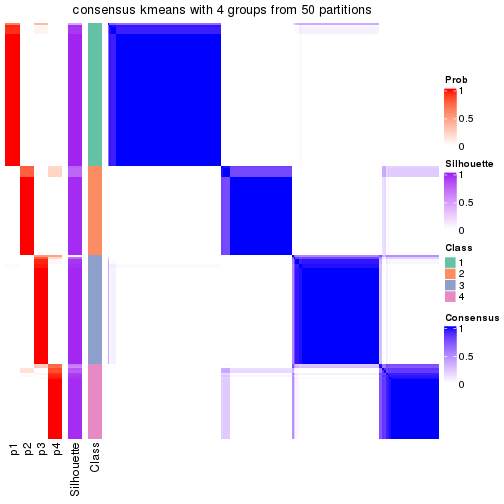 consensus kmeans with 4 groups from 50 partitions
Prob
1
0.5
0
Silhouette
1
0.5
0
Class
1
2
3
4
Consensus
1
0.5
0
p1
p2
p3
p4
Silhouette
Class